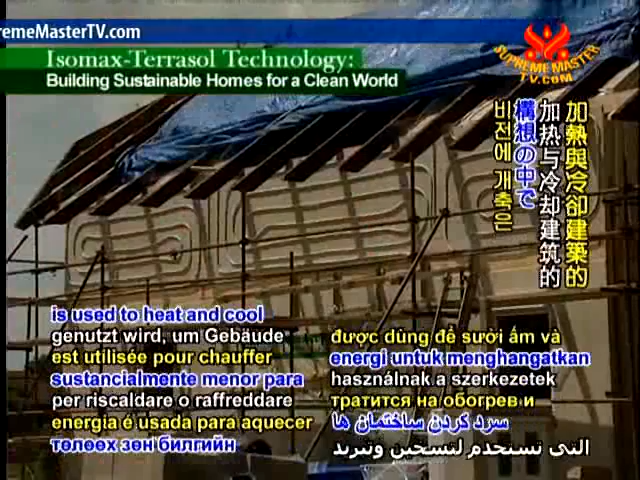 remeMasterTV.com
Isomax-Terrasol Technology:
Building Sustainable Homes for a Clean World
SUPREME MASTER
TV.COM
加熱與冷卻建築的
加热与冷却建筑的
構想の中で
비전에 개축은
is used to heat and cool
genutzt wird, um Gebäude
est utilisée pour chauffer
sustancialmente menor para
per riscaldare o raffreddare
energia é usada para aquecer
төлөөх зөн билгийн
được dùng để sưởi ấm và
energi untuk menghangatkan
használnak a szerkezetek
тратится на обогрев и
سرد کردن ساختمان ها
التي تستخدم لتسخين وتبريد